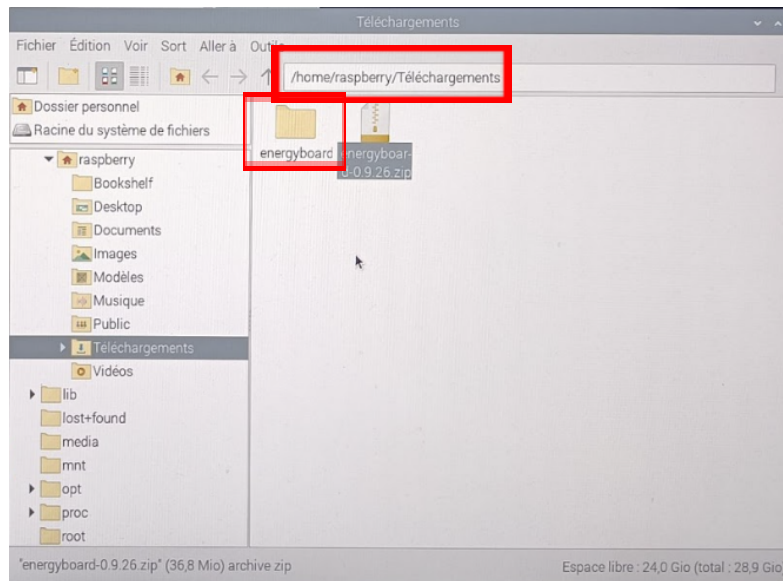 Téléchargements
Fichier Édition Voir Sort Aller à Outils
/home/raspberry/Téléchargements
Dossier personnel
Racine du système de fichiers
raspberry
Bookshelf
Desktop
Documents
Images
Modèles
Musique
Public
Téléchargements
Vidéos
lib
lost+found
media
mnt
opt
proc
root
energyboard
energyboar-
d-0.9.26.zip
"energyboard-0.9.26.zip" (36,8 Mio) archive zip
Espace libre : 24,0 Gio (total : 28,9 Gio